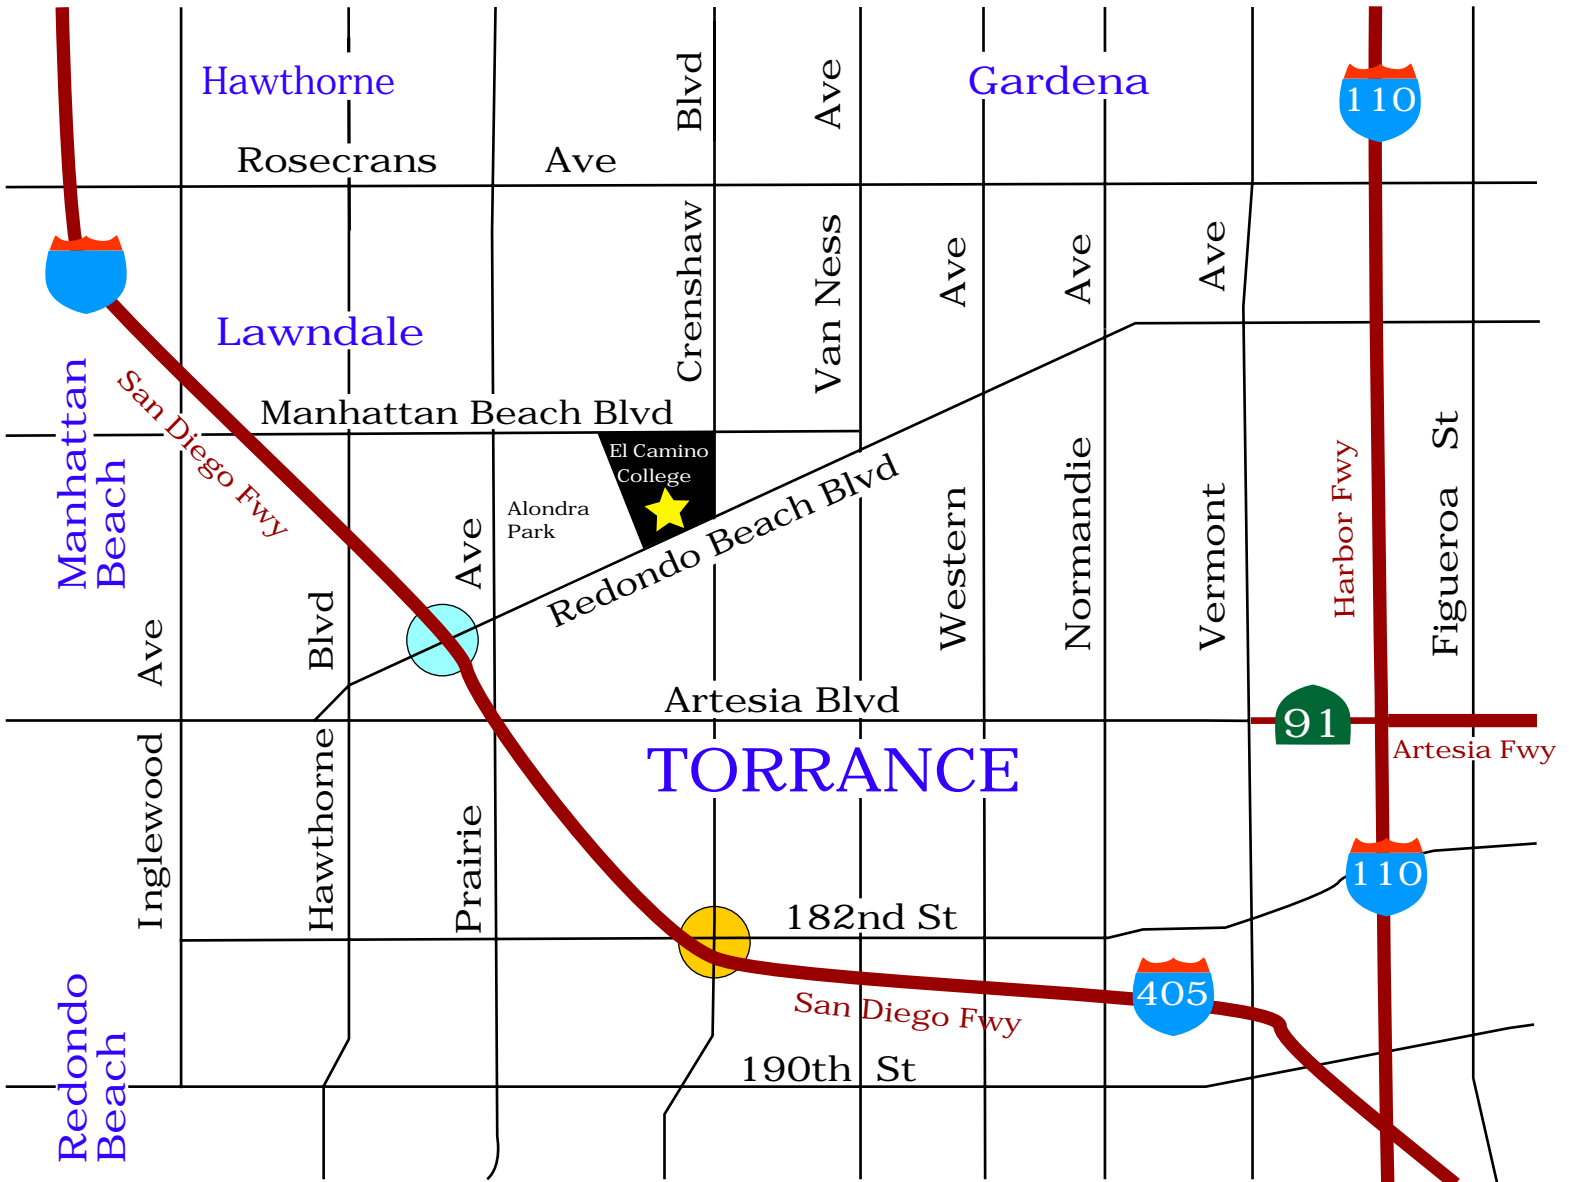 Hawthorne
Blvd
Ave
Gardena
110
Rosecrans Ave
Crenshaw
Van Ness
Ave
Ave
Ave
Lawndale
Manhattan
Beach
San Diego Fwy
Manhattan Beach Blvd
El Camino
College
Alondra
Park
Redondo Beach Blvd
Ave
Western
Normandie
Vermont
Harbor Fwy
Figueroa St
Ave
Blvd
Artesia Blvd
91
Artesia Fwy
TORRANCE
Inglewood
Hawthorne
Prairie
110
182nd St
405
San Diego Fwy
Redondo
Beach
190th St